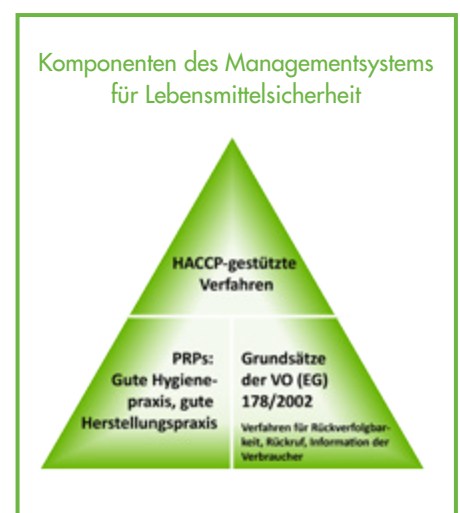 Komponenten des Managementsystems
für Lebensmittelsicherheit
HACCP-gestützte
Verfahren
PRPs:
Gute Hygiene-
praxis, gute
Herstellungspraxis
Grundsätze
der VO (EG)
178/2002
Verfahren für Rückverfolgbar-
keit, Rückruf, Information der
Verbraucher